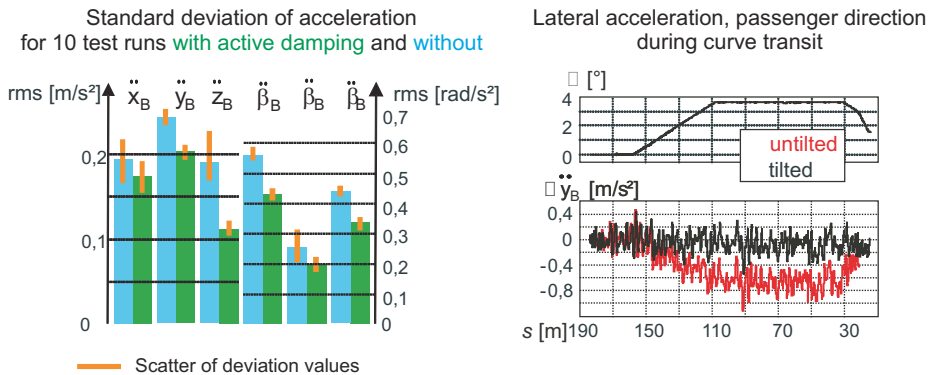 Standard deviation of acceleration
for 10 test runs with active damping and without
rms [m/s²]
ẍB ÿB z̈B β̈B β̈B β̈B
rms [rad/s²]
0,2
0,1
0
0,7
0,6
0,5
0,4
0,3
0,2
0,1
0
Scatter of deviation values
Lateral acceleration, passenger direction
during curve transit
□ [°]
4
2
0
untilted
tilted
□ ÿB [m/s²]
0,4
0
-0,4
-0,8
s [m] 190 150 110 70 30